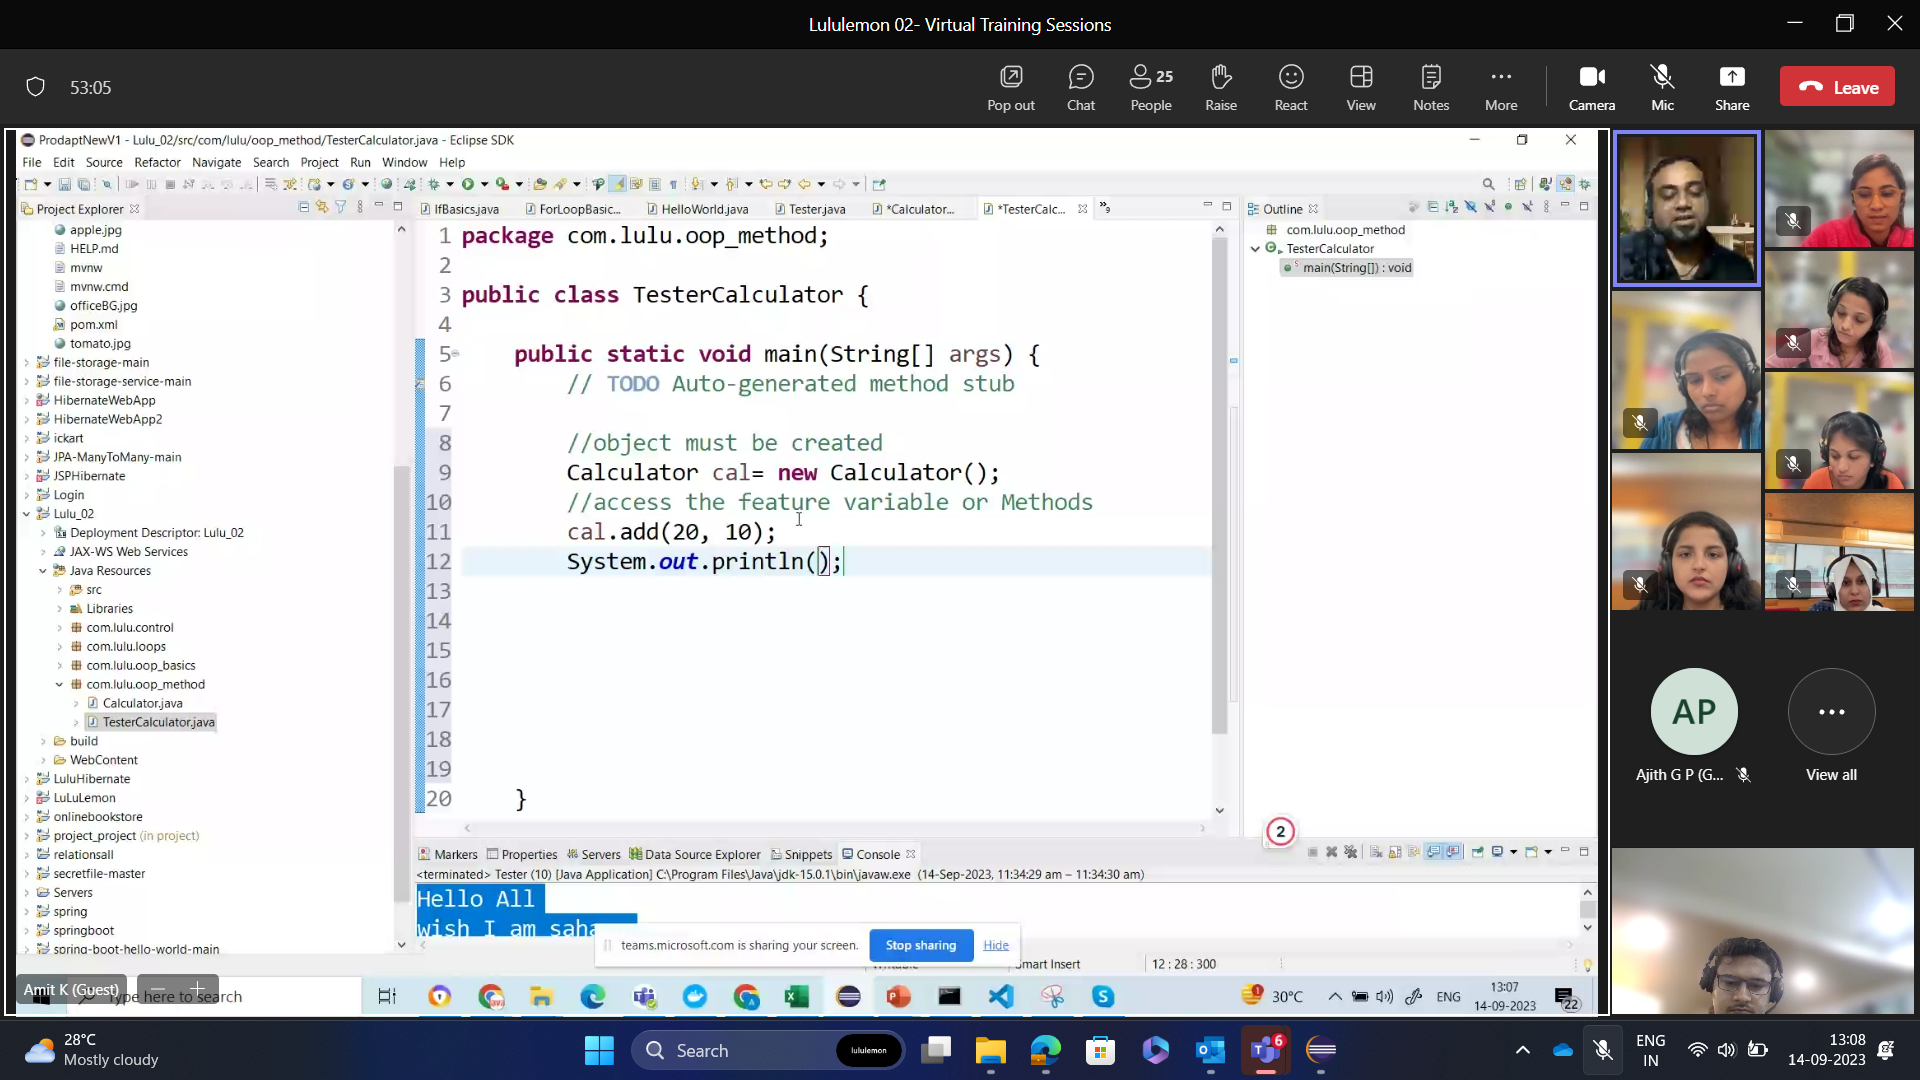 Lululemon 02- Virtual Training Sessions
53:05
Pop out
Chat
25
People
Raise
React
View
Notes
More
Camera
Mic
Share
Leave
ProdaptNewV1 - Lulu_02/src/com/lulu/oop_method/TesterCalculator.java - Eclipse SDK
File Edit Source Refactor Navigate Search Project Run Window Help
Project Explorer
apple.jpg
HELP.md
mvnw
mvnw.cmd
officeBG.jpg
pom.xml
tomato.jpg
file-storage-main
file-storage-service-main
HibernateWebApp
HibernateWebApp2
ickart
JPA-ManyToMany-main
JSPHibernate
Login
Lulu_02
Deployment Descriptor: Lulu_02
JAX-WS Web Services
Java Resources
src
Libraries
com.lulu.control
com.lulu.loops
com.lulu.oop_basics
com.lulu.oop_method
Calculator.java
TesterCalculator.java
build
WebContent
LuluHibernate
LuLuLemon
onlinebookstore
project_project (in project)
relationsall
secretfile-master
Servers
spring
springboot
spring-boot-hello-world-main
IfBasics.java
ForLoopBasic...
HelloWorld.java
Tester.java
*Calculator...
*TesterCalc...
»9
1 package com.lulu.oop_method;
2
3 public class TesterCalculator {
4
5 public static void main(String[] args) {
6 // TODO Auto-generated method stub
7
8 //object must be created
9 Calculator cal= new Calculator();
10 //access the feature variable or Methods
11 cal.add(20, 10);
12 System.out.println();
13
14
15
16
17
18
19
20 }
Outline
com.lulu.oop_method
TesterCalculator
main(String[]) : void
2
Markers Properties Servers Data Source Explorer Snippets Console
<terminated> Tester (10) [Java Application] C:\Program Files\Java\jdk-15.0.1\bin\javaw.exe (14-Sep-2023, 11:34:29 am – 11:34:30 am)
Hello All
wish I am saha
teams.microsoft.com is sharing your screen.
Stop sharing
Hide
Smart Insert
12 : 28 : 300
Amit K (Guest)
Type here to search
30°C
ENG
13:07
14-09-2023
22
AP
Ajith G P (G...
View all
28°C
Mostly cloudy
Search
lululemon
6
ENG
IN
13:08
14-09-2023